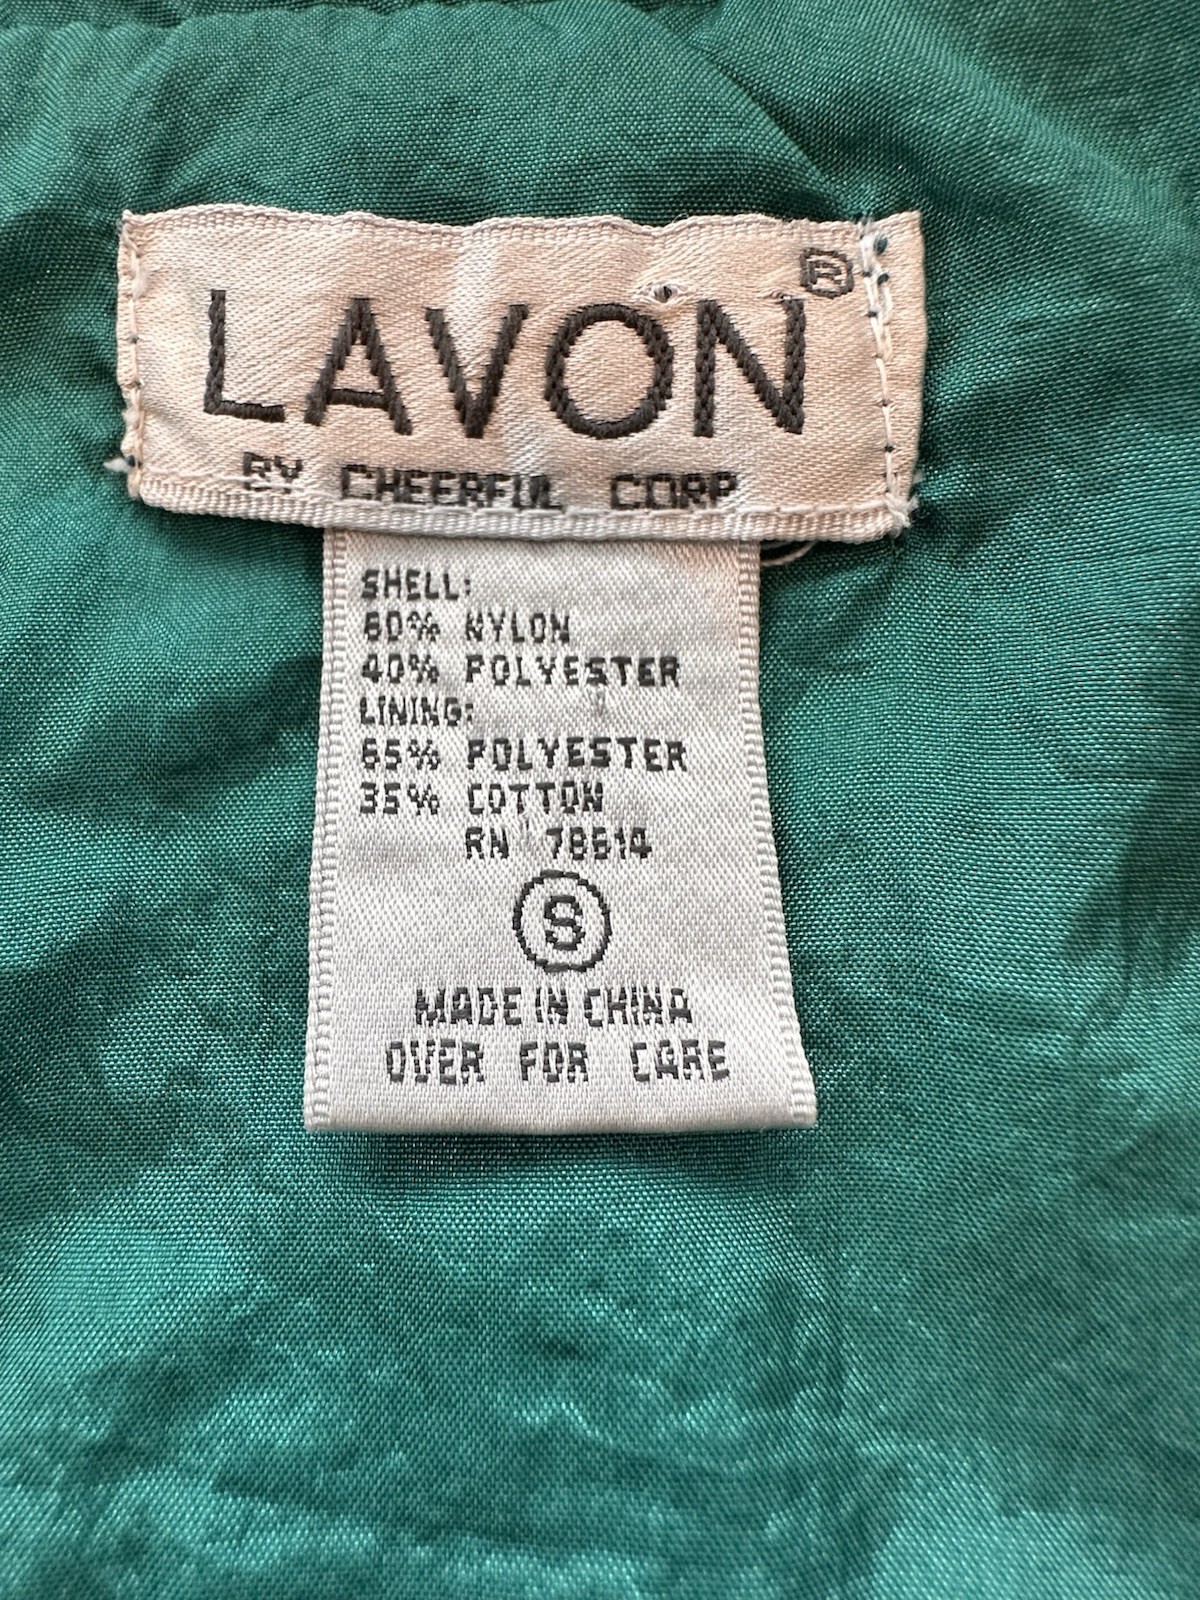 LAVON®
BY CHEERFUL CORP
SHELL:
60% NYLON
40% POLYESTER
LINING:
65% POLYESTER
35% COTTON
RN 78514
S
MADE IN CHINA
OVER FOR CARE